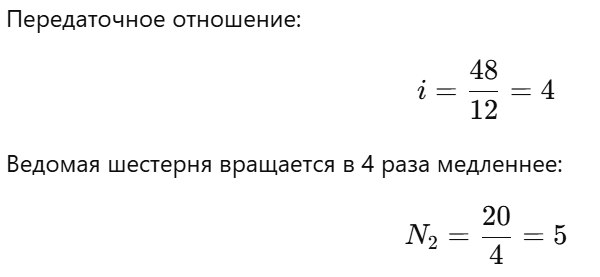 Передаточное отношение:
i = 48/12 = 4
Ведомая шестерня вращается в 4 раза медленнее:
N₂ = 20/4 = 5